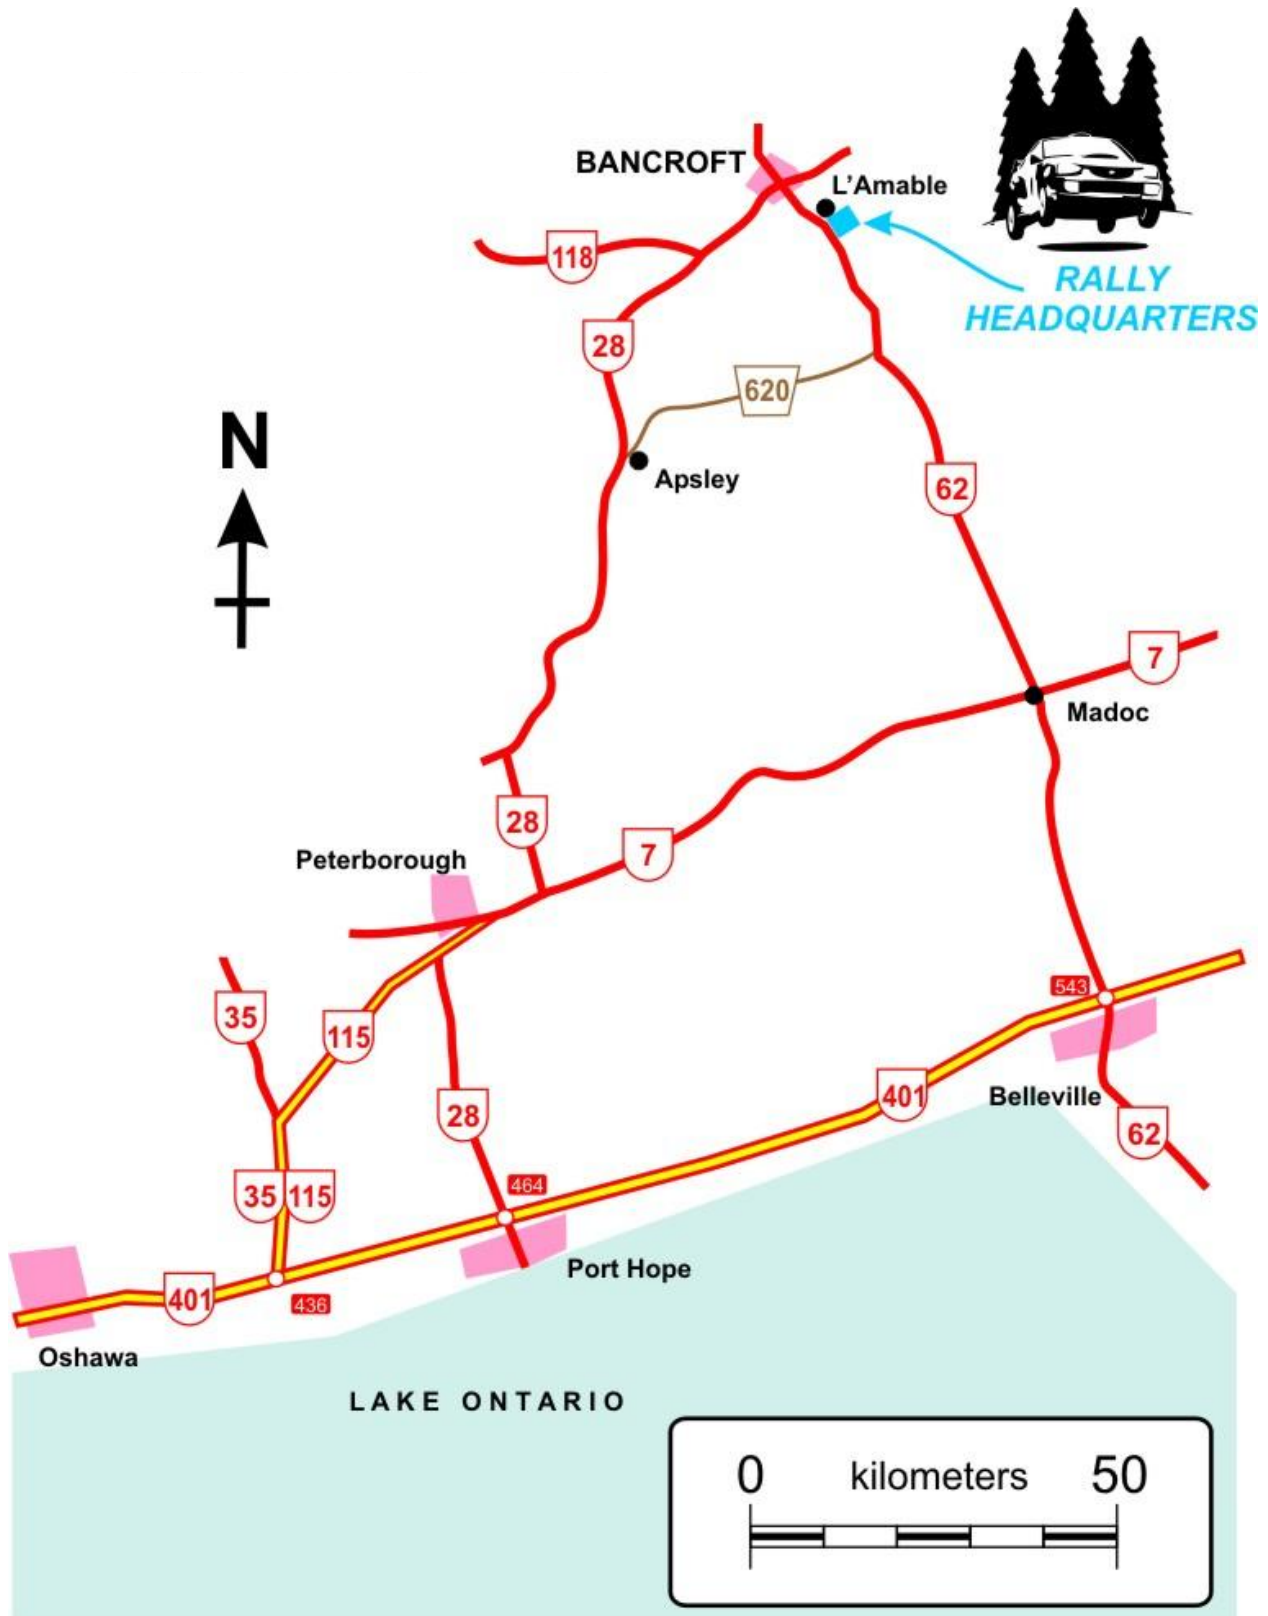 BANCROFT
L'Amable
118
RALLY
HEADQUARTERS
28
620
N
Apsley
62
7
Madoc
28
7
Peterborough
543
35
115
401
Belleville
28
62
464
35 115
Port Hope
401
436
Oshawa
LAKE ONTARIO
0 kilometers 50